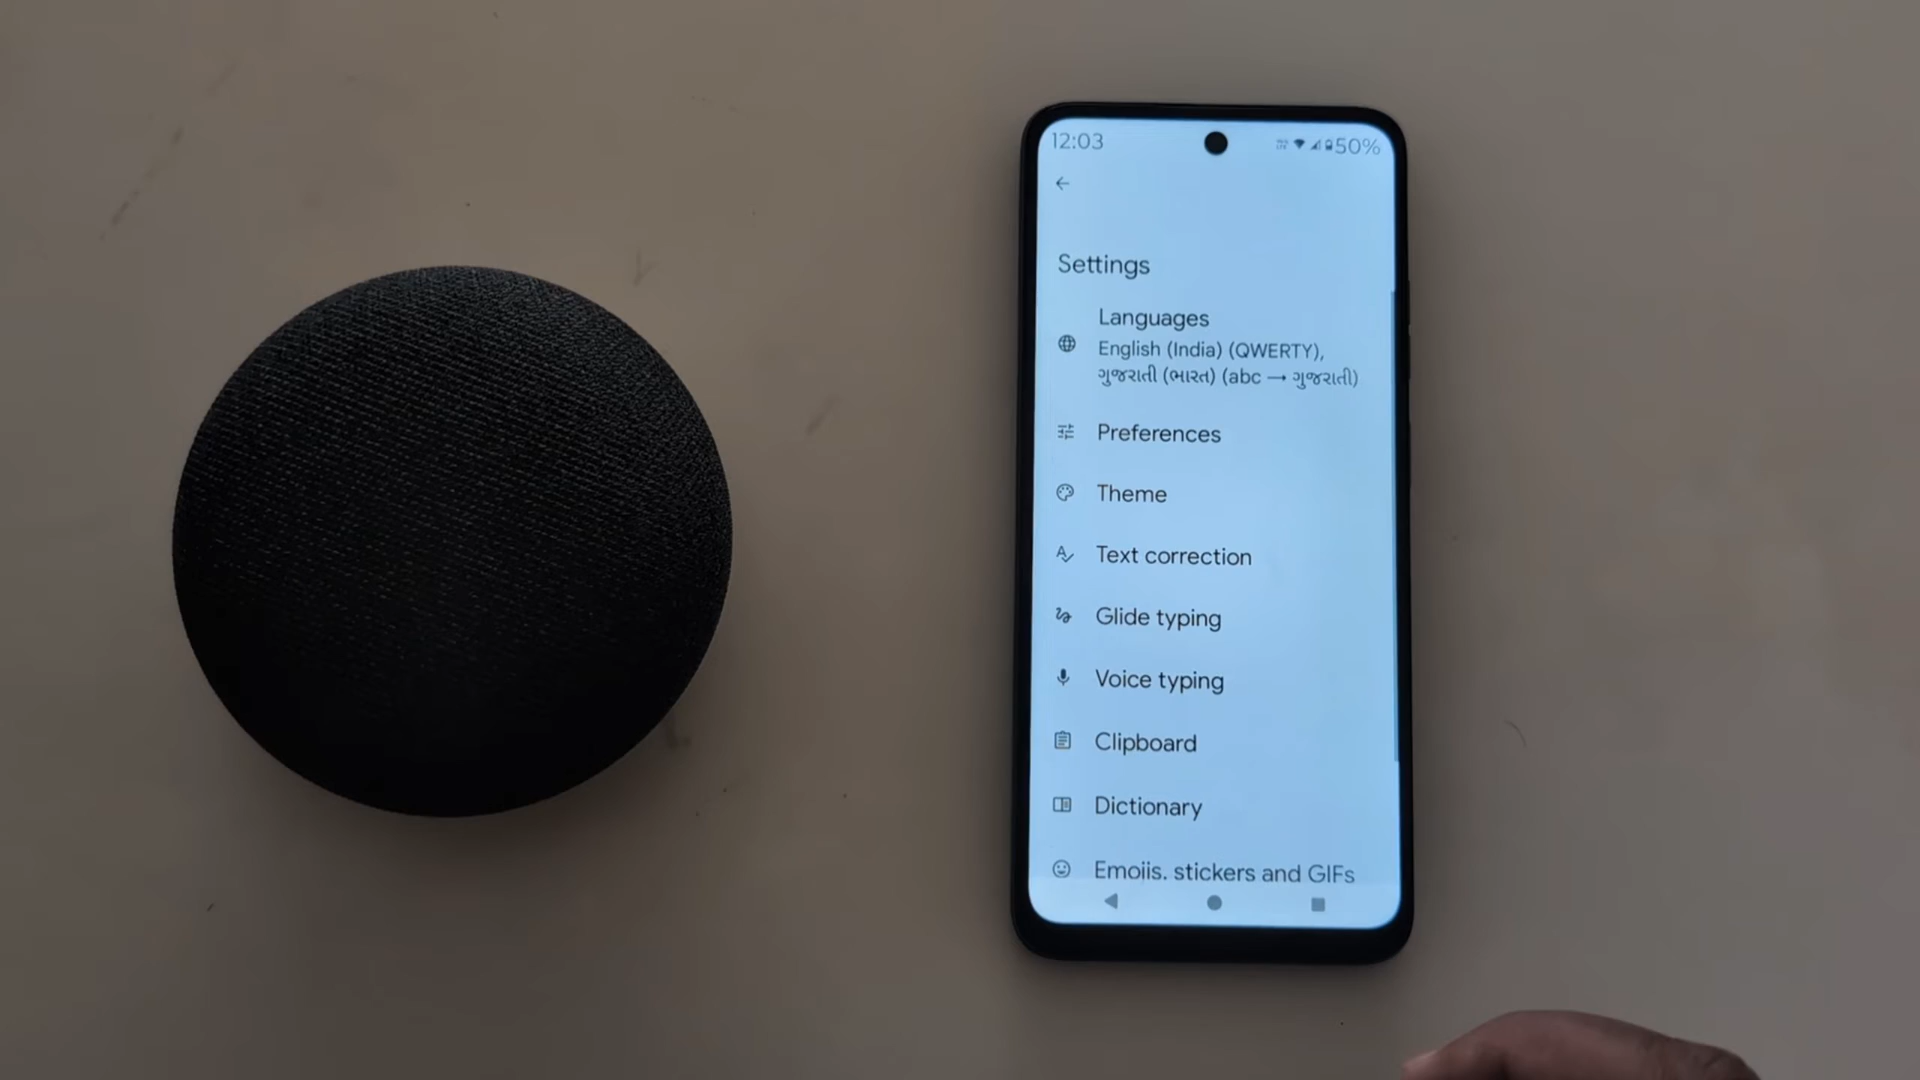 12:03
50%
Settings
Languages
English (India) (QWERTY),
ગુજરાતી (ભારત) (abc → ગુજરાતી)
Preferences
Theme
Text correction
Glide typing
Voice typing
Clipboard
Dictionary
Emojis, stickers and GIFs